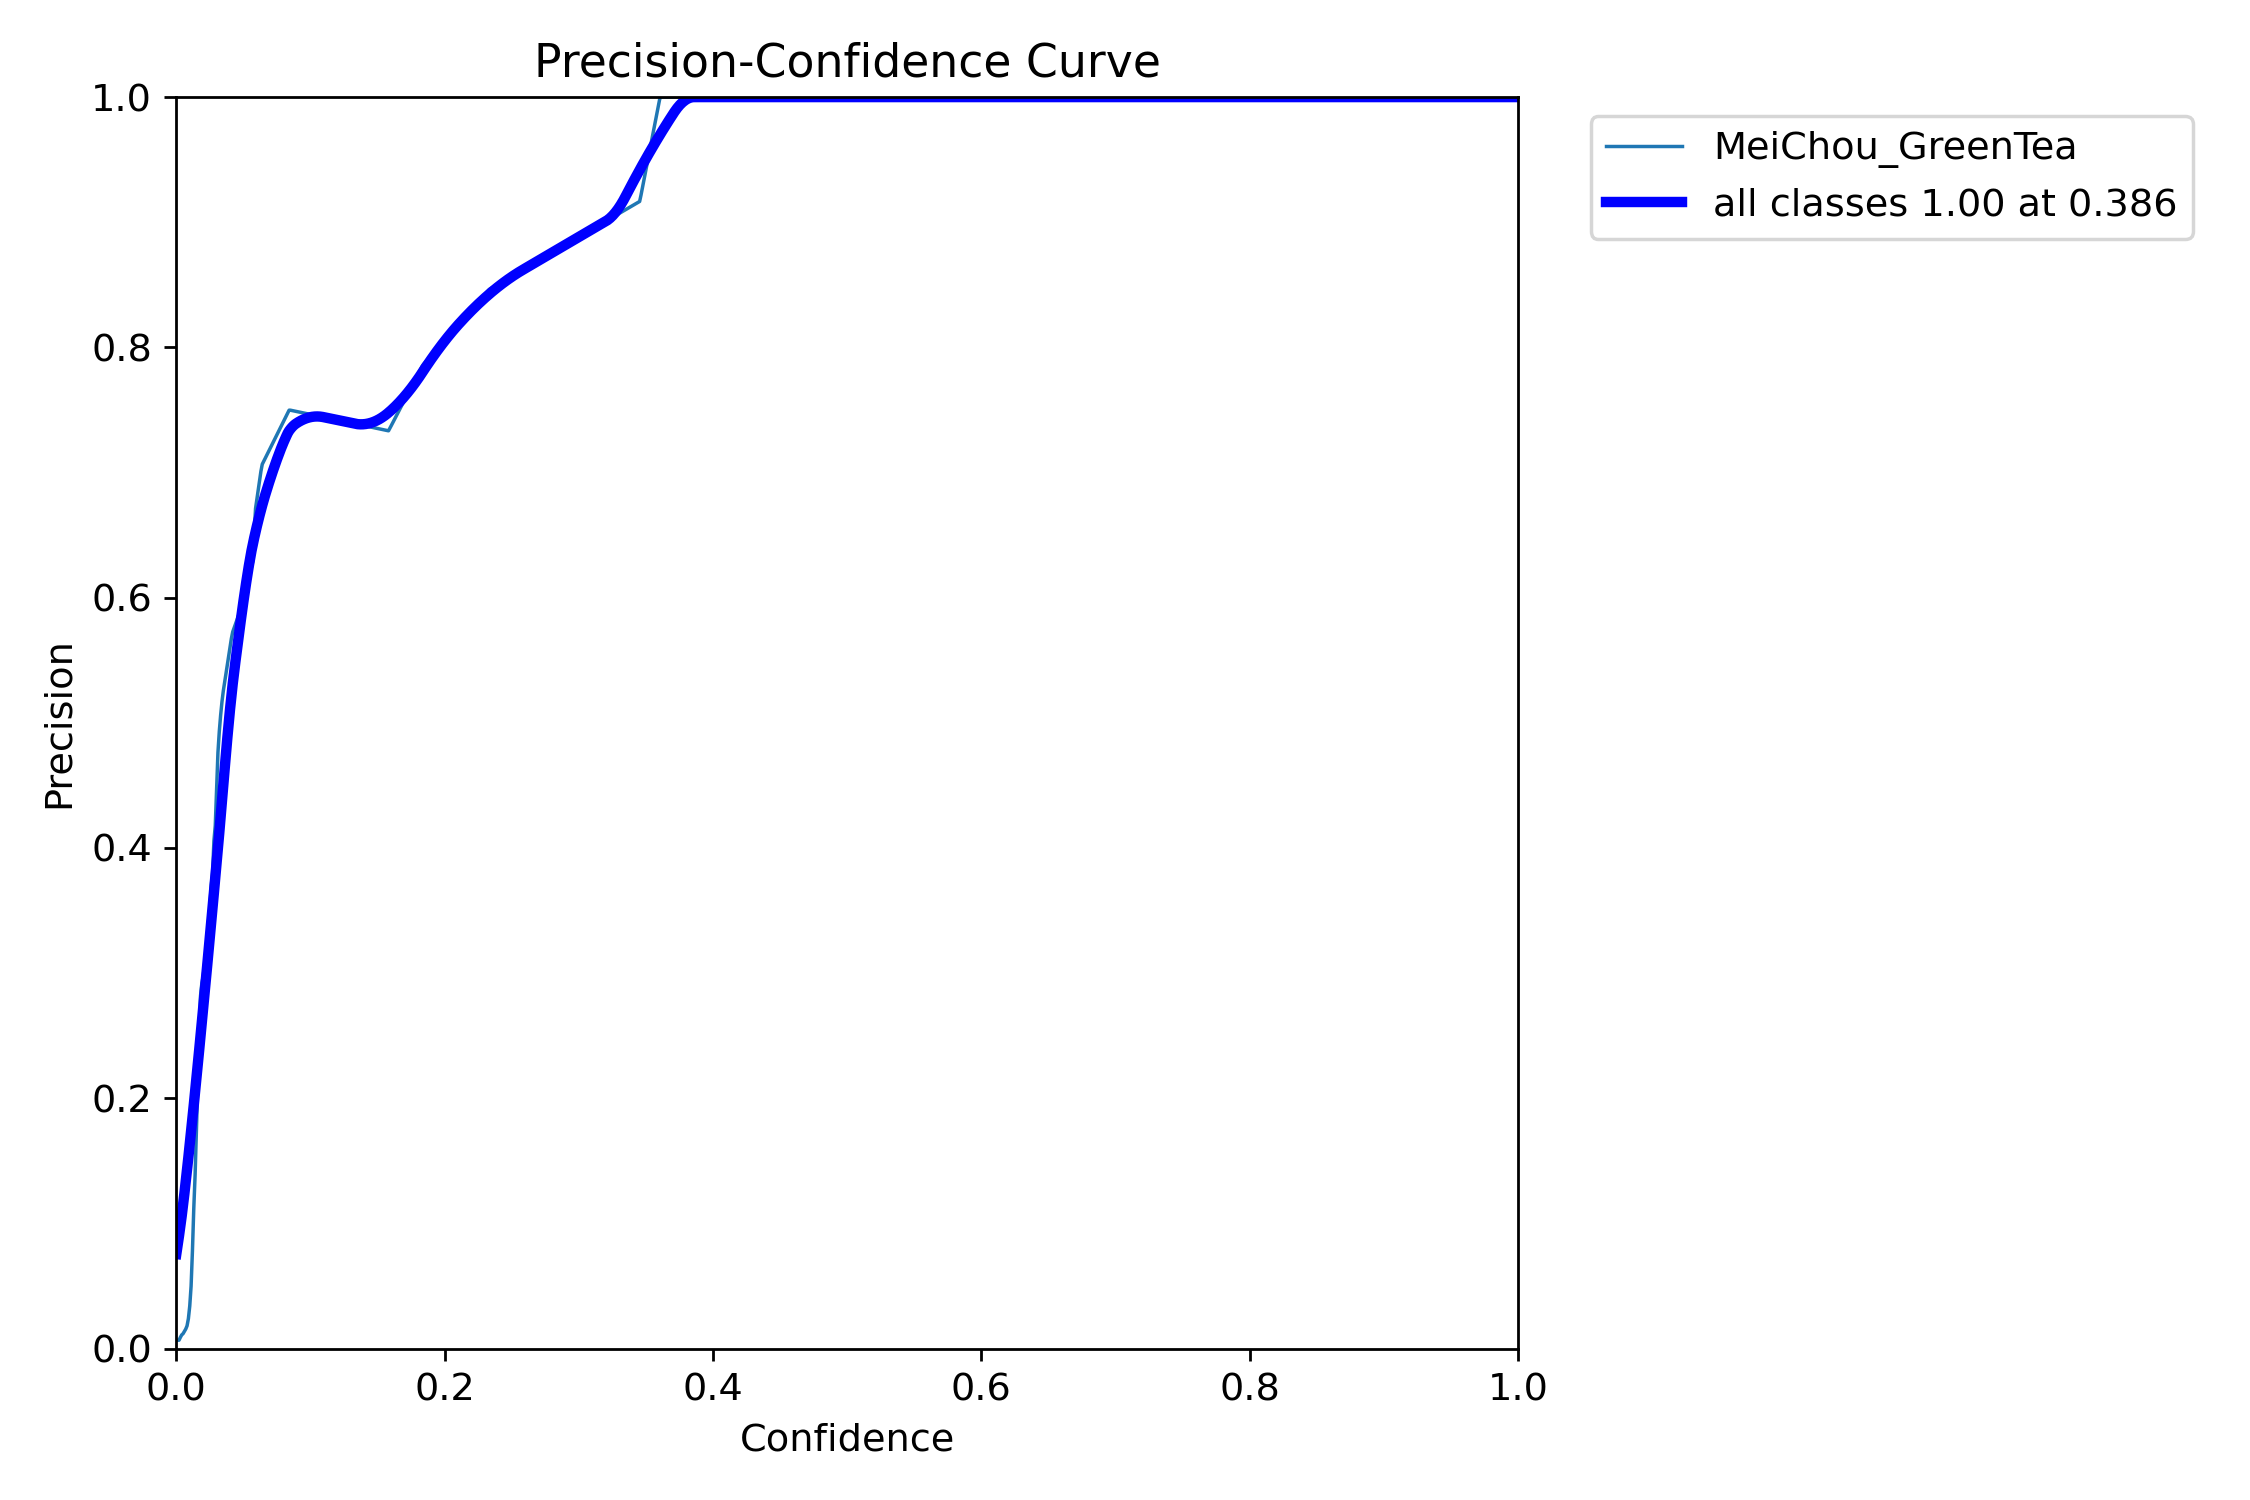 Precision-Confidence Curve
1.0
0.8
0.6
0.4
0.2
0.0
Precision
0.0 0.2 0.4 0.6 0.8 1.0
Confidence
MeiChou_GreenTea
all classes 1.00 at 0.386